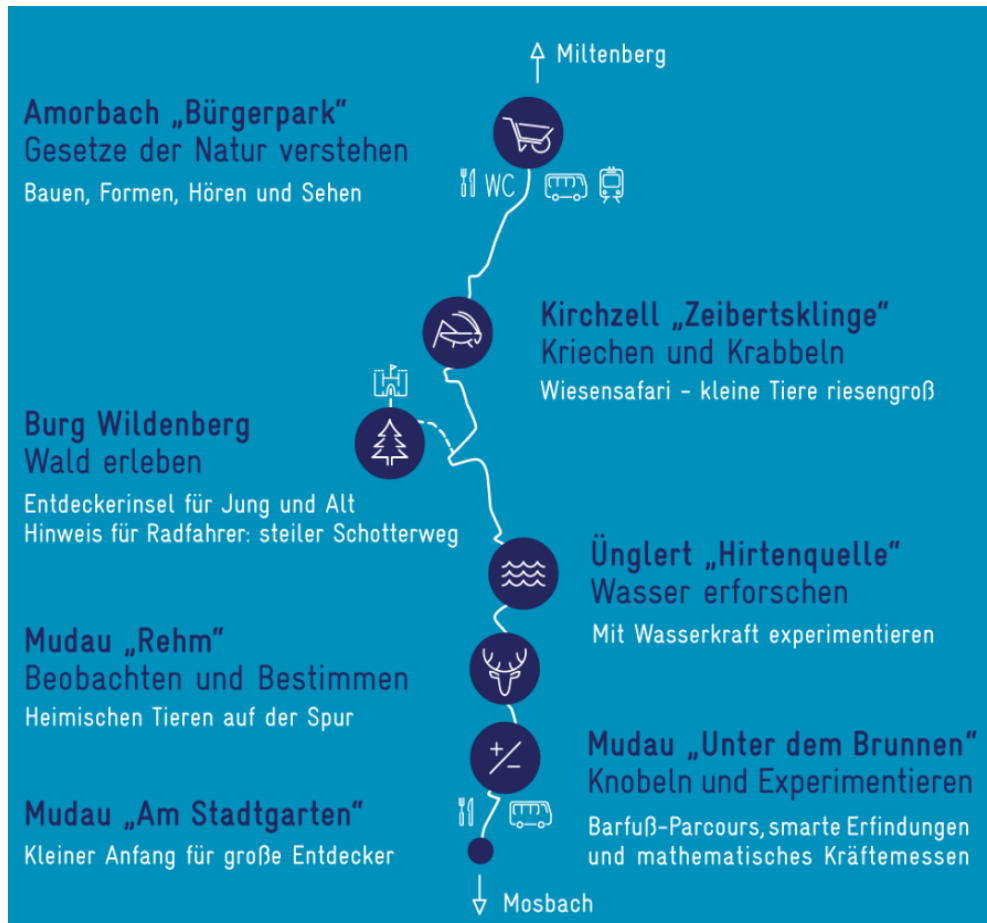 Miltenberg
Amorbach „Bürgerpark“
Gesetze der Natur verstehen
Bauen, Formen, Hören und Sehen
WC
Kirchzell „Zeibertsklinge“
Kriechen und Krabbeln
Wiesensafari – kleine Tiere riesengroß
Burg Wildenberg
Wald erleben
Entdeckerinsel für Jung und Alt
Hinweis für Radfahrer: steiler Schotterweg
Ünglert „Hirtenquelle“
Wasser erforschen
Mit Wasserkraft experimentieren
Mudau „Rehm“
Beobachten und Bestimmen
Heimischen Tieren auf der Spur
+/-
Mudau „Unter dem Brunnen“
Knobeln und Experimentieren
Barfuß-Parcours, smarte Erfindungen
und mathematisches Kräftemessen
Mudau „Am Stadtgarten“
Kleiner Anfang für große Entdecker
Mosbach